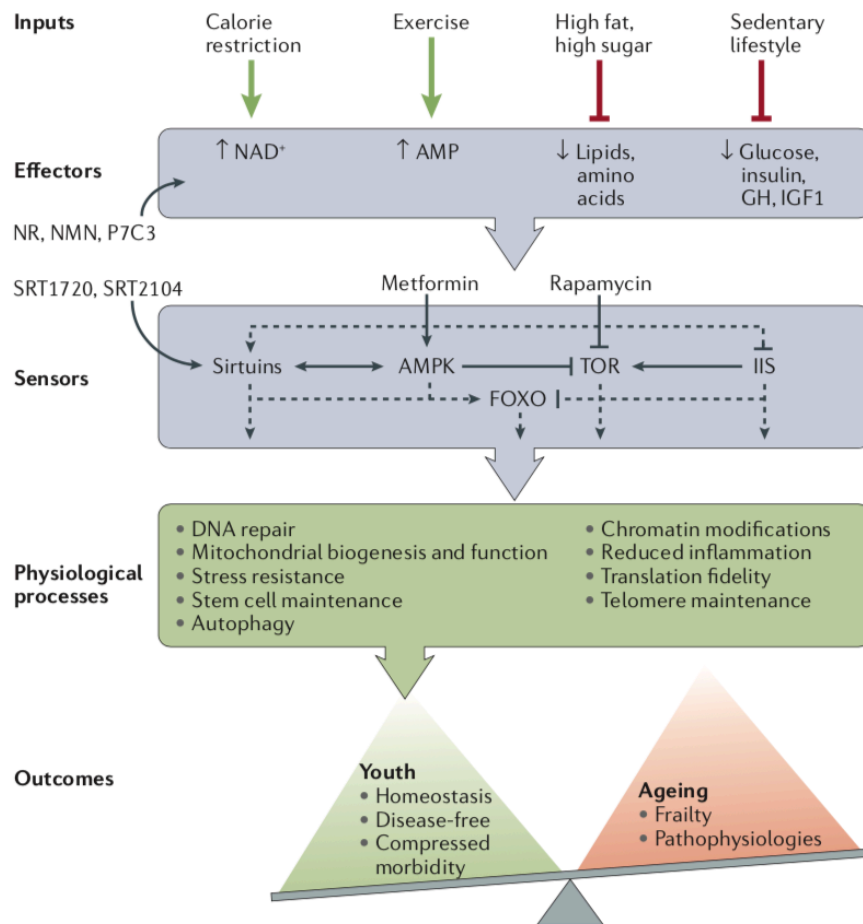 Inputs
Calorie
restriction
Exercise
High fat,
high sugar
Sedentary
lifestyle
Effectors
↑ NAD⁺
↑ AMP
↓ Lipids,
amino
acids
↓ Glucose,
insulin,
GH, IGF1
NR, NMN, P7C3
SRT1720, SRT2104
Metformin
Rapamycin
Sensors
Sirtuins
AMPK
TOR
IIS
FOXO
Physiological
processes
• DNA repair
• Mitochondrial biogenesis and function
• Stress resistance
• Stem cell maintenance
• Autophagy
• Chromatin modifications
• Reduced inflammation
• Translation fidelity
• Telomere maintenance
Outcomes
Youth
• Homeostasis
• Disease-free
• Compressed
morbidity
Ageing
• Frailty
• Pathophysiologies